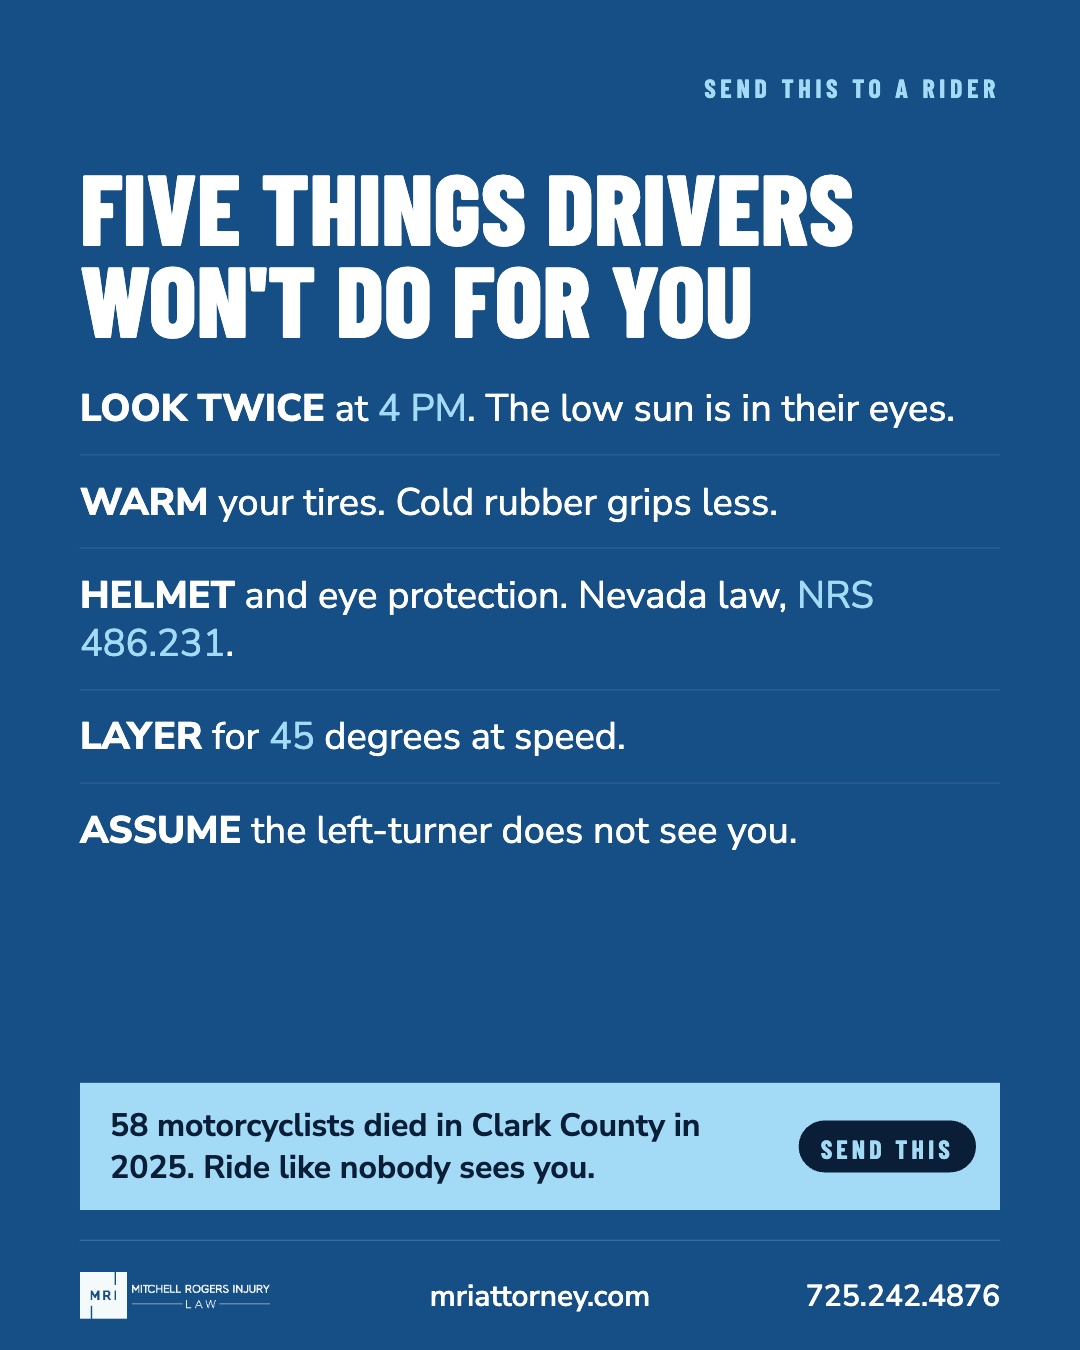 SEND THIS TO A RIDER
FIVE THINGS DRIVERS
WON'T DO FOR YOU
LOOK TWICE at 4 PM. The low sun is in their eyes.
WARM your tires. Cold rubber grips less.
HELMET and eye protection. Nevada law, NRS
486.231.
LAYER for 45 degrees at speed.
ASSUME the left-turner does not see you.
58 motorcyclists died in Clark County in
2025. Ride like nobody sees you.
SEND THIS
MRI
MITCHELL ROGERS INJURY
LAW
mriattorney.com
725.242.4876